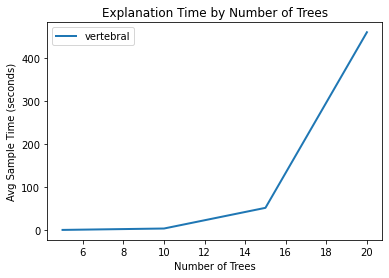 Explanation Time by Number of Trees
vertebral
Avg Sample Time (seconds)
400
300
200
100
0
6 8 10 12 14 16 18 20
Number of Trees